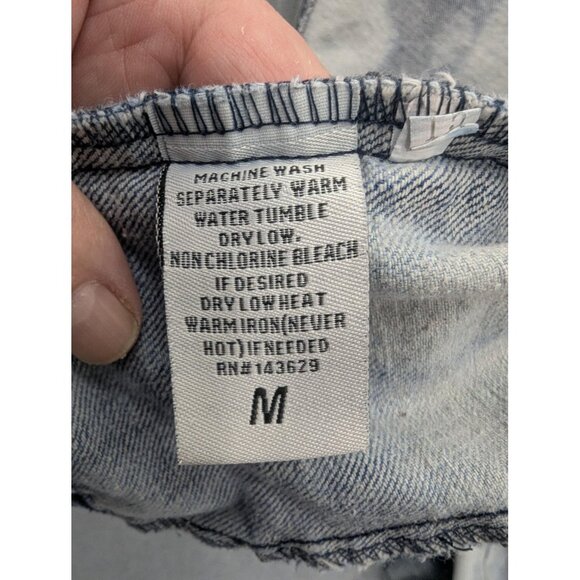 MACHINE WASH
SEPARATELY WARM
WATER TUMBLE
DRY LOW.
NON CHLORINE BLEACH
IF DESIRED
DRY LOW HEAT
WARM IRON(NEVER
HOT)IF NEEDED
RN#143629
M